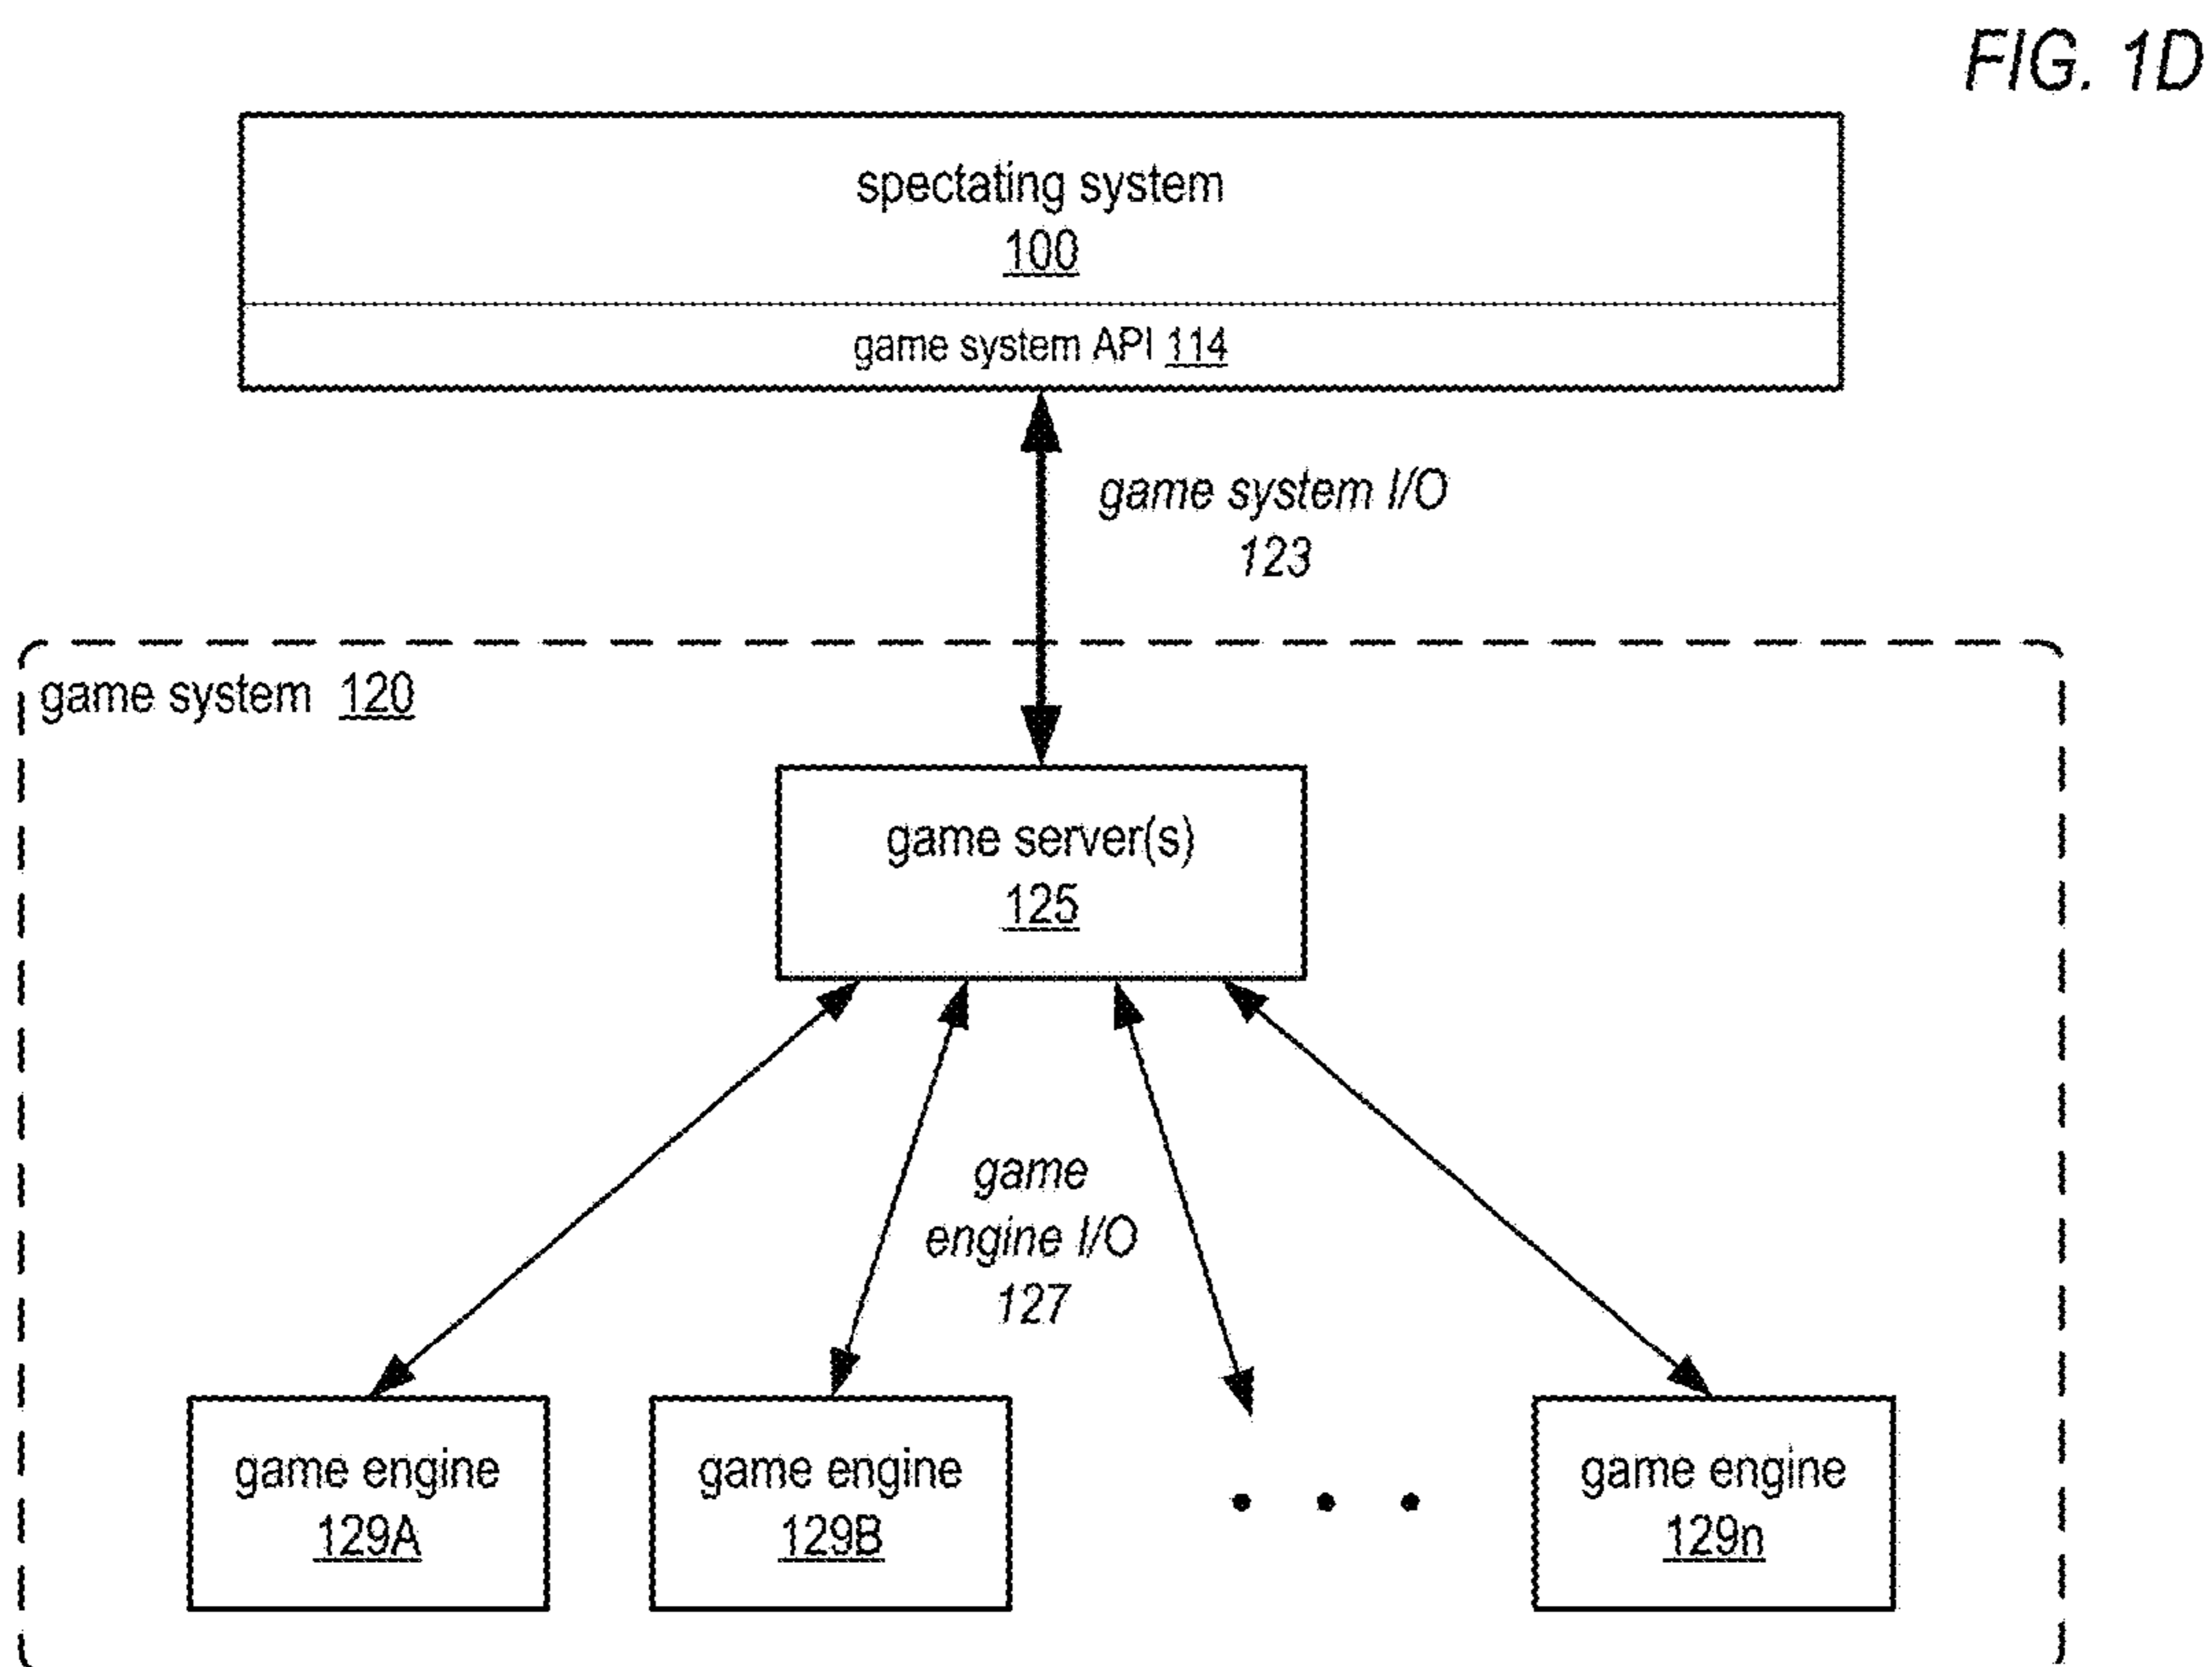 FIG. 1D
spectating system
100
game system API 114
game system I/O
123
game system 120
game server(s)
125
game
engine I/O
127
game engine
129A
game engine
129B
game engine
129n